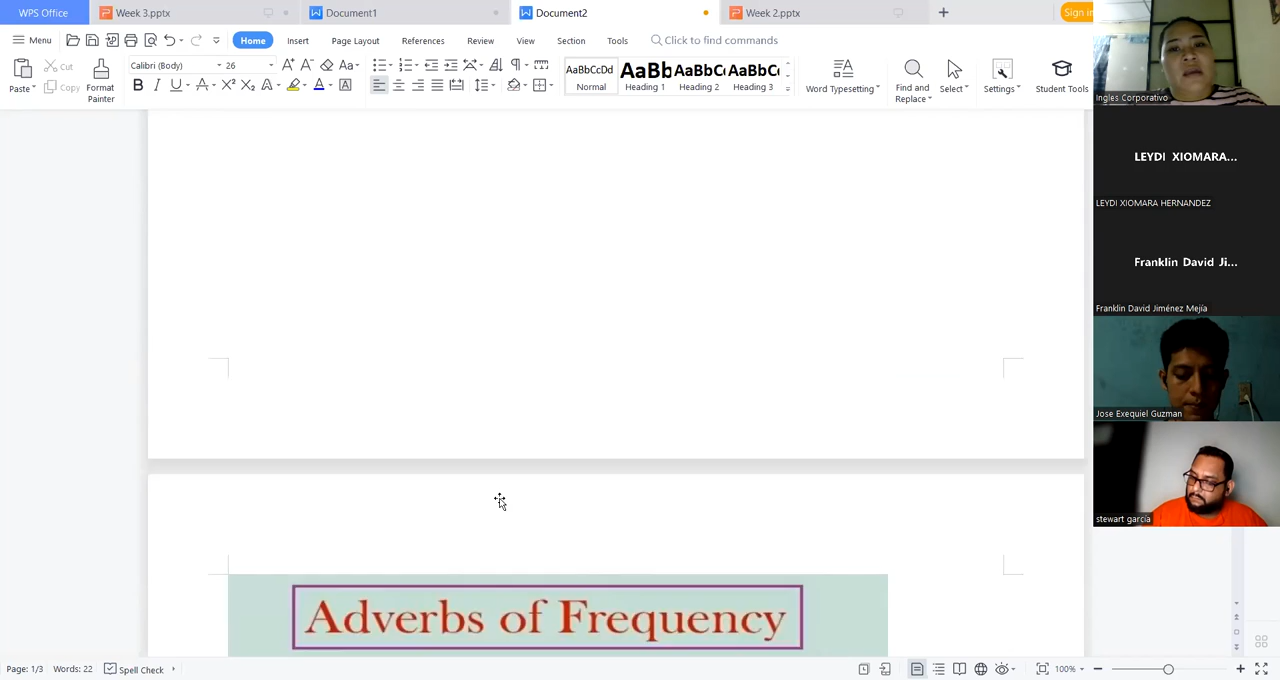 WPS Office
Week 3.pptx
Document1
Document2
Week 2.pptx
Sign in
Menu
Home
Insert
Page Layout
References
Review
View
Section
Tools
Click to find commands
Paste
Cut
Copy
Format
Painter
Calibri (Body)
26
AaBbCcDd
Normal
AaBb
Heading 1
AaBbC
Heading 2
AaBbC
Heading 3
Word Typesetting
Find and
Replace
Select
Settings
Student Tools
Adverbs of Frequency
Ingles Corporativo
LEYDI XIOMARA...
LEYDI XIOMARA HERNANDEZ
Franklin David Ji...
Franklin David Jiménez Mejía
Jose Exequiel Guzman
stewart garcia
Page: 1/3
Words: 22
Spell Check
100%